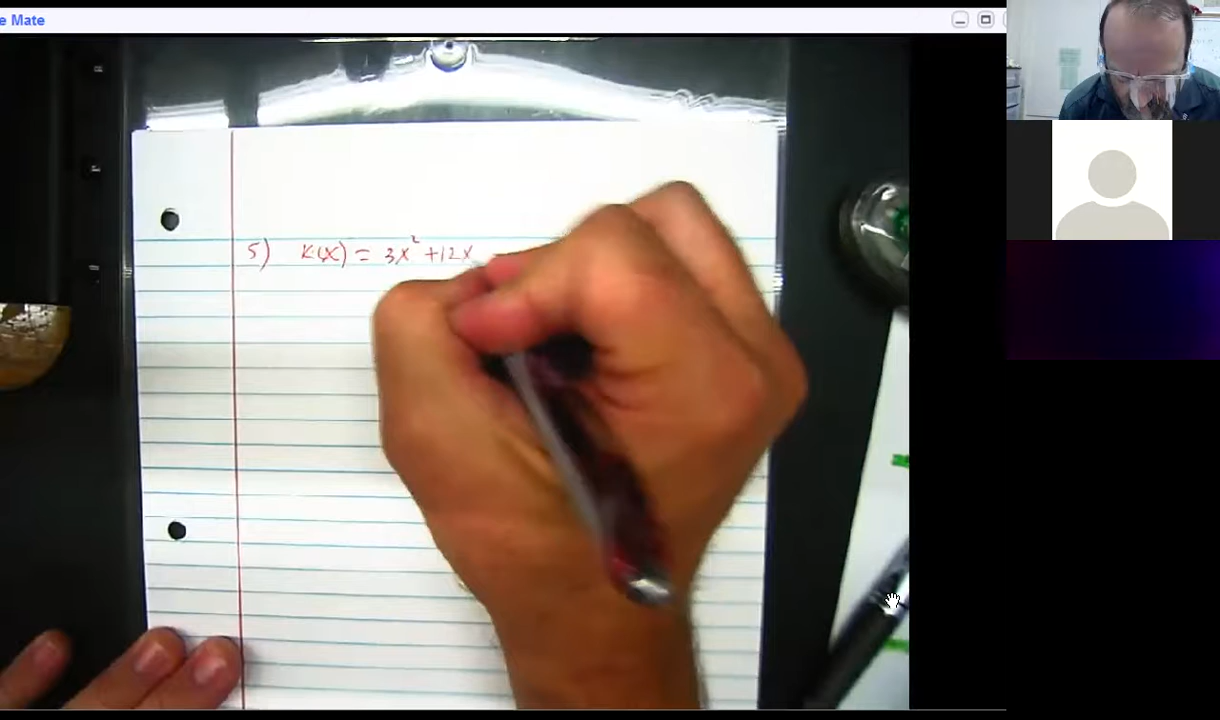 e Mate
5) K(x) = 3x² +12x